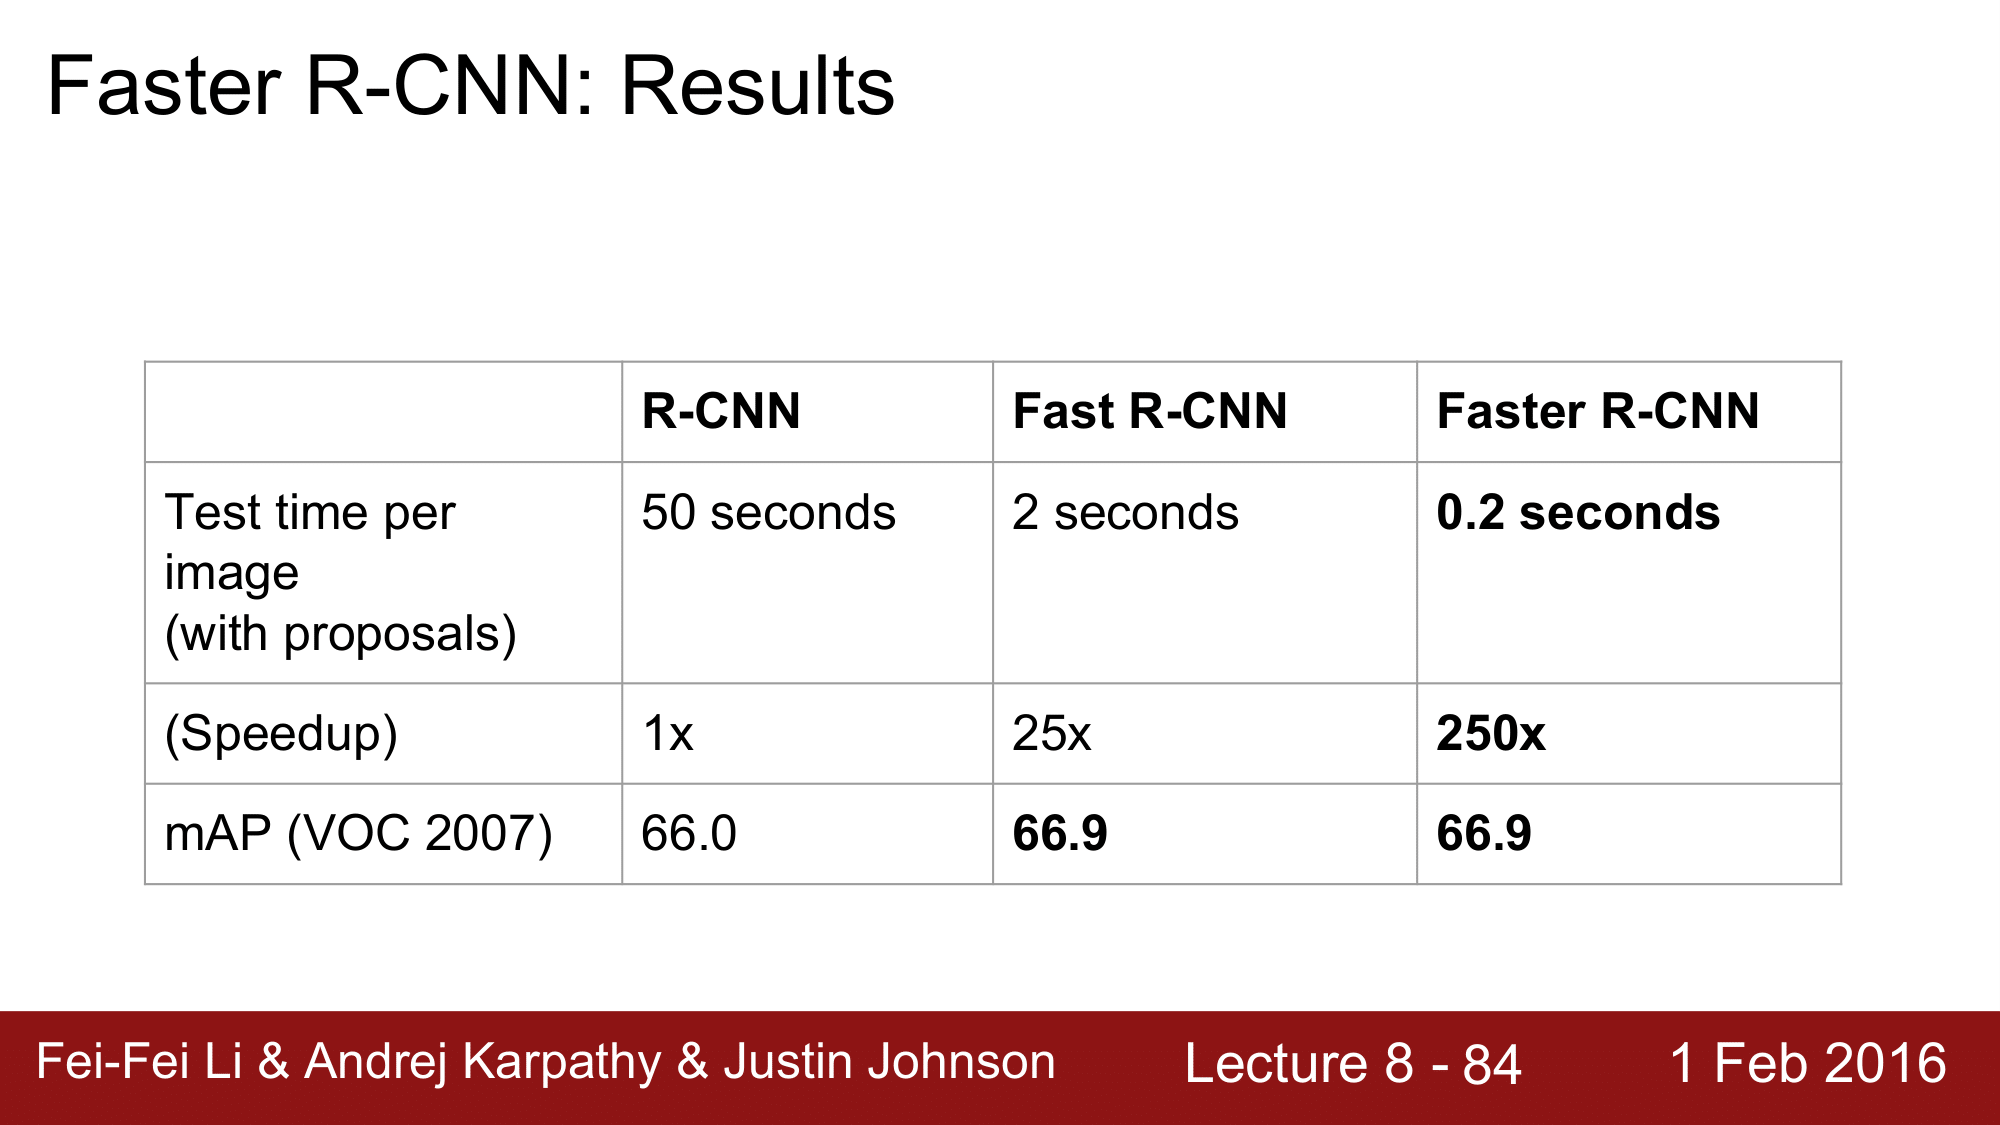 Faster R-CNN: Results
R-CNN Fast R-CNN Faster R-CNN
Test time per 50 seconds 2 seconds 0.2 seconds
image
(with proposals)
(Speedup) 1x 25x 250x
mAP (VOC 2007) 66.0 66.9 66.9
Fei-Fei Li & Andrej Karpathy & Justin Johnson Lecture 8 - 84 1 Feb 2016